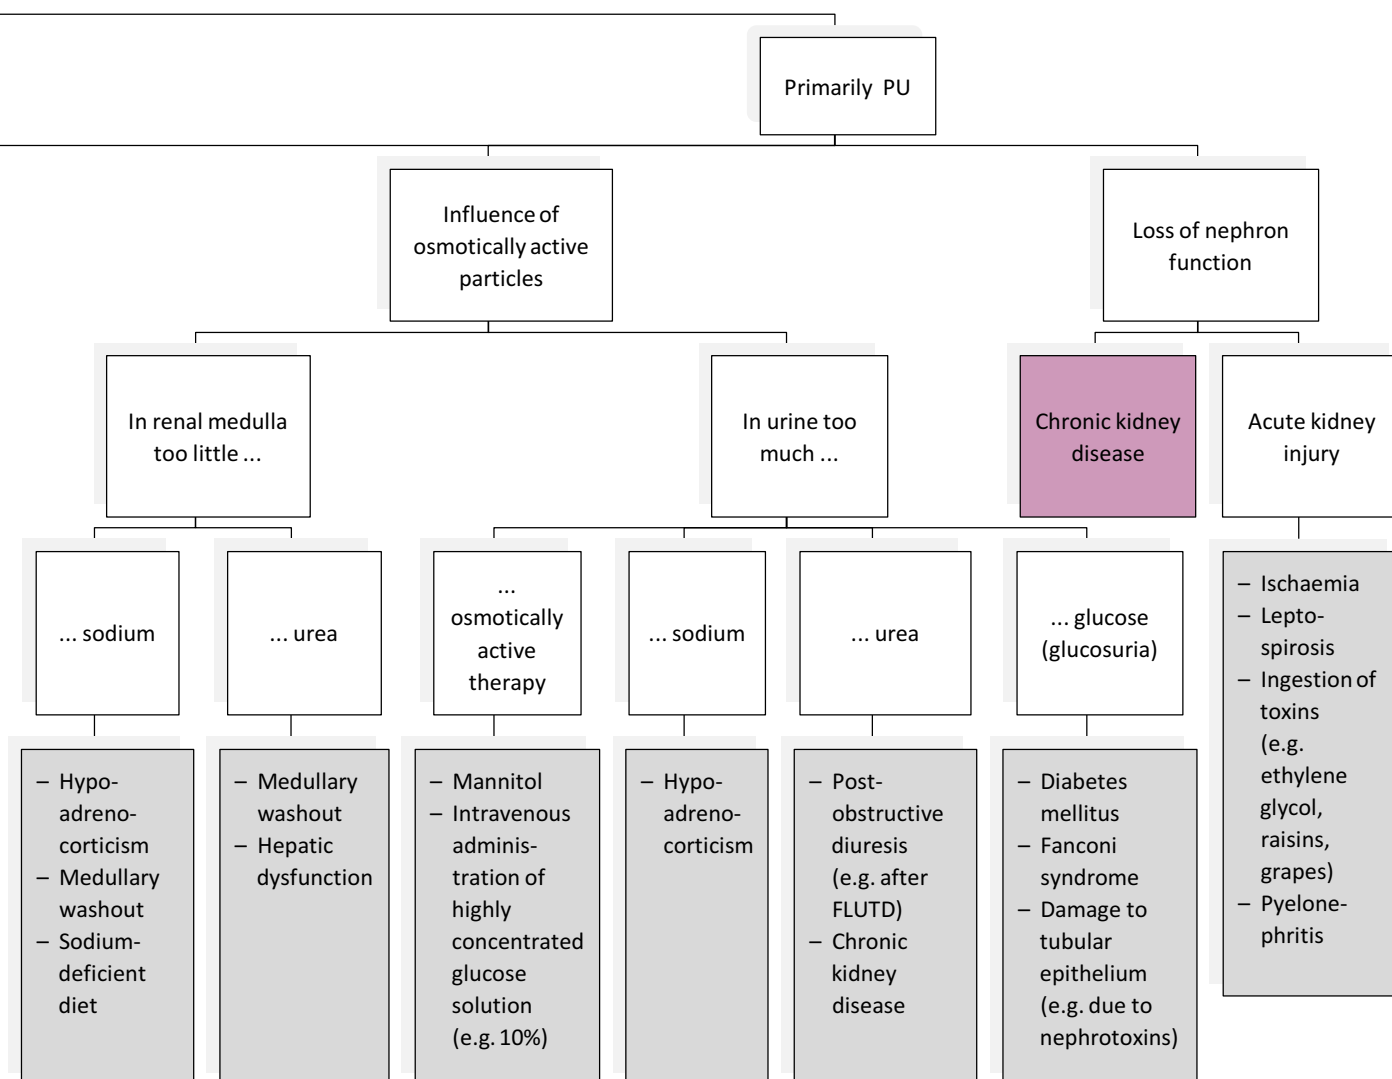 Primarily PU
Influence of
osmotically active
particles
Loss of nephron
function
In renal medulla
too little ...
In urine too
much ...
Chronic kidney
disease
Acute kidney
injury
... sodium
... urea
...
osmotically
active
therapy
... sodium
... urea
... glucose
(glucosuria)
– Hypo-
adreno-
corticism
– Medullary
washout
– Sodium-
deficient
diet
– Medullary
washout
– Hepatic
dysfunction
– Mannitol
– Intravenous
adminis-
tration of
highly
concentrated
glucose
solution
(e.g. 10%)
– Hypo-
adreno-
corticism
– Post-
obstructive
diuresis
(e.g. after
FLUTD)
– Chronic
kidney
disease
– Diabetes
mellitus
– Fanconi
syndrome
– Damage to
tubular
epithelium
(e.g. due to
nephrotoxins)
– Ischaemia
– Lepto-
spirosis
– Ingestion of
toxins
(e.g.
ethylene
glycol,
raisins,
grapes)
– Pyelone-
phritis